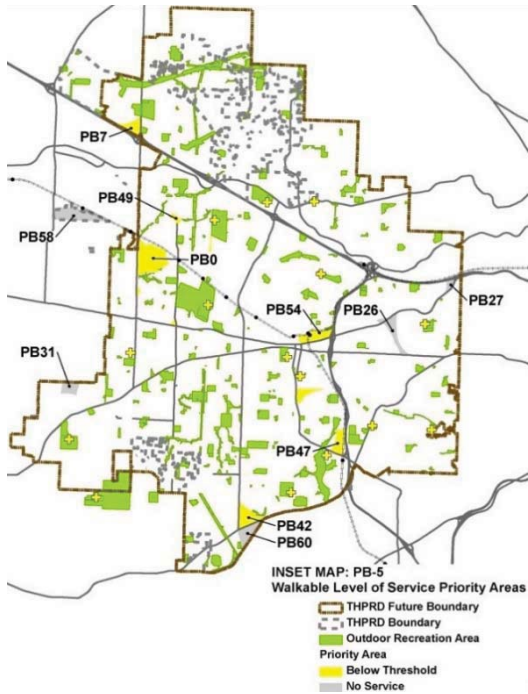 PB7
PB49
PB58
PB0
PB54
PB26
PB27
PB31
PB47
PB42
PB60
INSET MAP: PB-5
Walkable Level of Service Priority Areas
THPRD Future Boundary
THPRD Boundary
Outdoor Recreation Area
Priority Area
Below Threshold
No Service